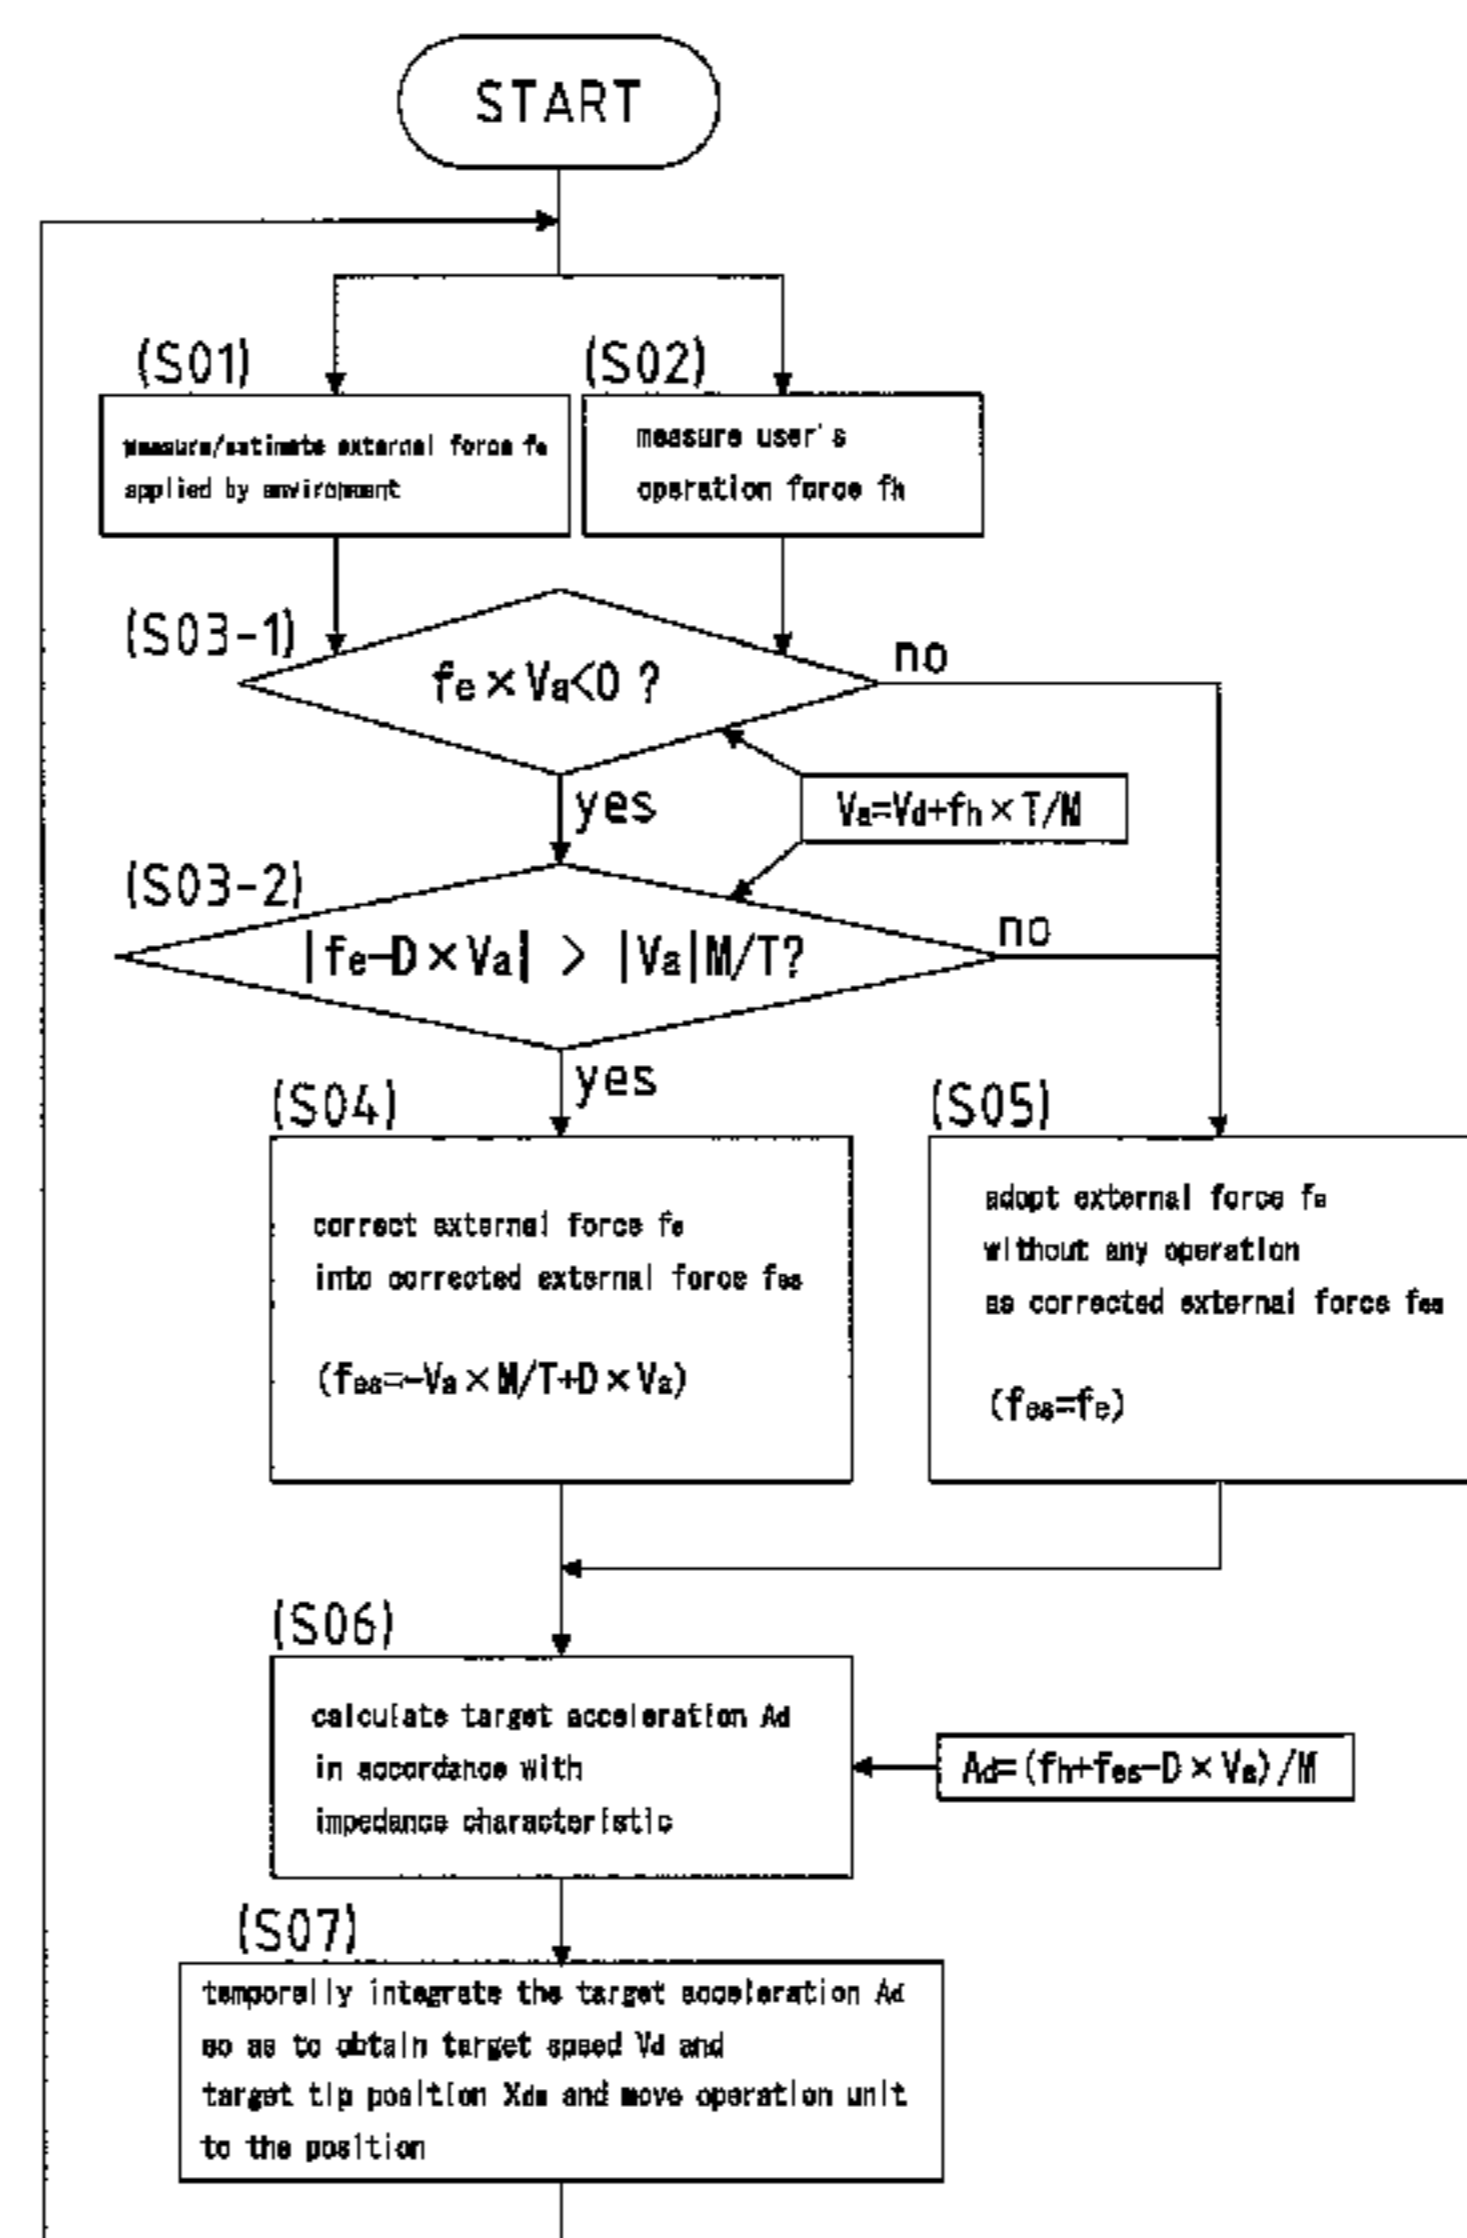 START
(S01)
measure/estimate external force fe
applied by environment
(S02)
measure user's
operation force fh
(S03-1)
fe×Va<0 ?
no
yes
Va=Vd+fh×T/M
(S03-2)
|fe-D×Va| > |Va|M/T?
no
yes
(S04)
correct external force fe
into corrected external force fes
(fes=-Va×M/T+D×Va)
(S05)
adopt external force fe
without any operation
as corrected external force fes
(fes=fe)
(S06)
calculate target acceleration Ad
in accordance with
impedance characteristic
Ad=(fh+fes-D×Va)/M
(S07)
temporally integrate the target acceleration Ad
so as to obtain target speed Vd and
target tip position and move operation unit
to the position